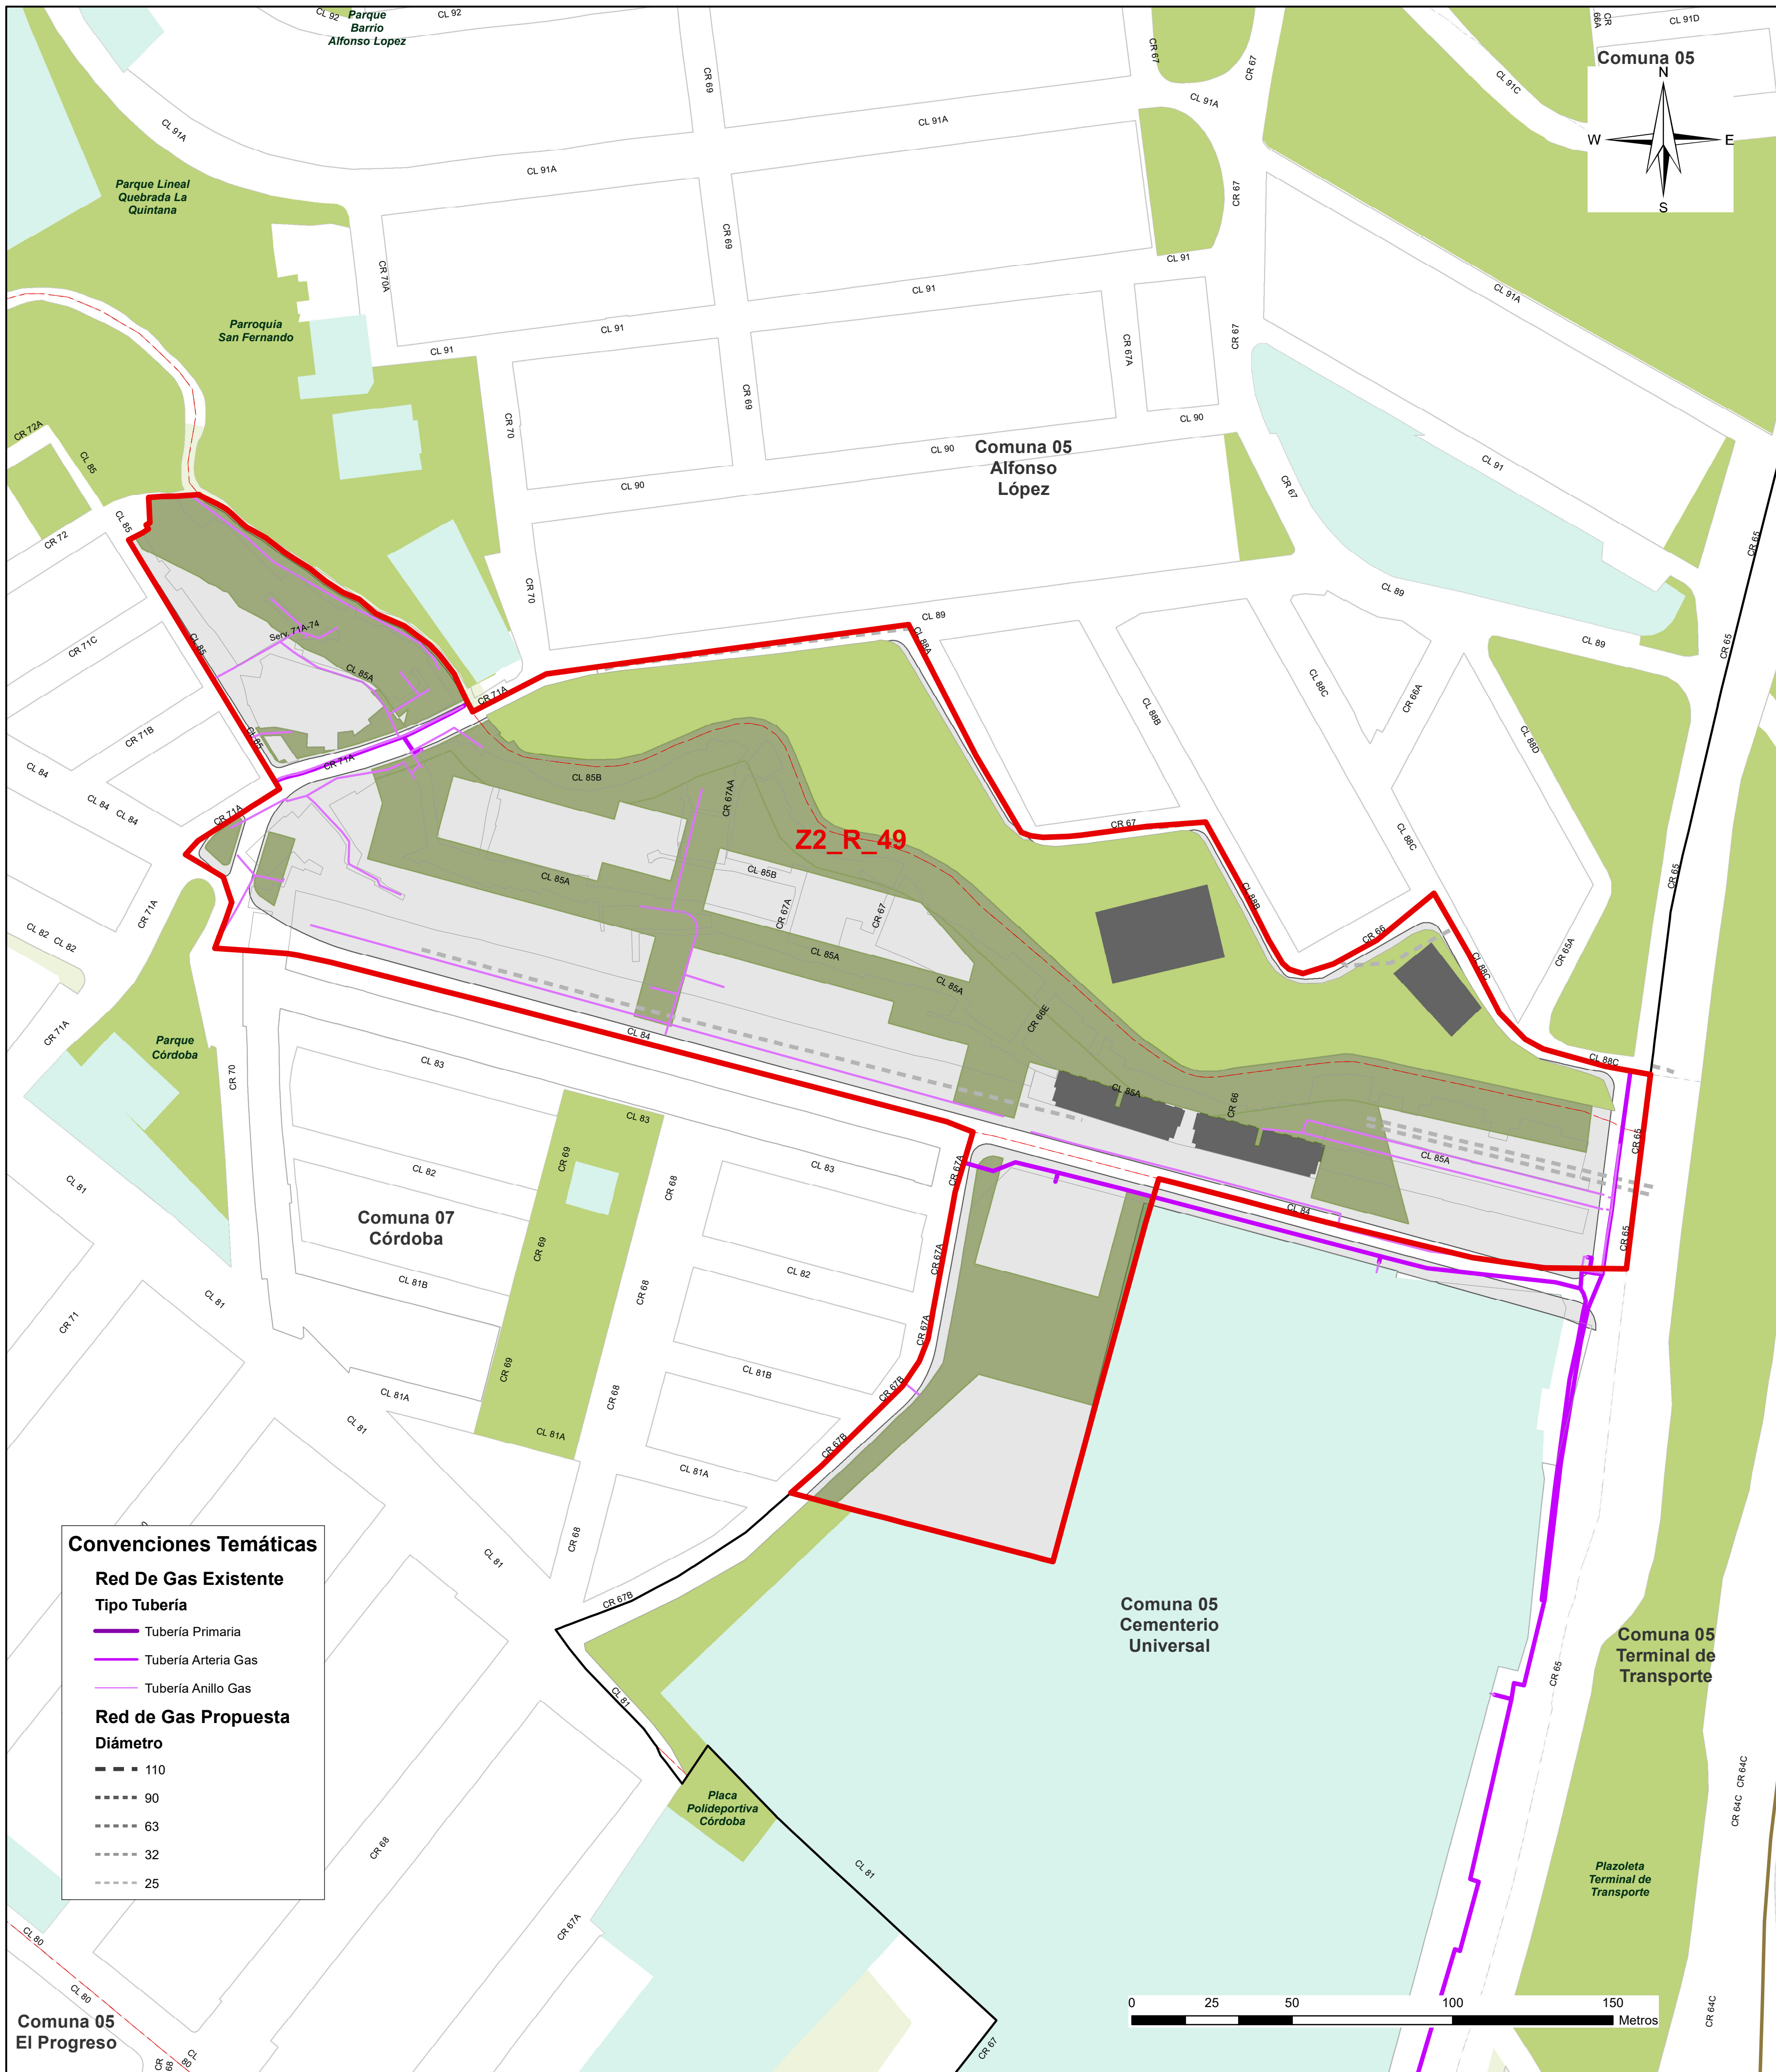 CL 92
Parque
Barrio
Alfonso Lopez
CL 92
CR 69
CR 67
CR 67
CR
66A
CL 91D
Comuna 05
N
W
E
S
CL 91C
CL 91A
CL 91A
CL 91A
CL 91A
Parque Lineal
Quebrada La
Quintana
CR 69
CR 67
CR 70A
CL 91
CL 91
CL 91A
Parroquia
San Fernando
CL 91
CL 91
CR 67A
CR 67
CR 69
CR 70
CL 90
CL 90
CL 90
Comuna 05
Alfonso
López
CR 67
CL 91
CR 72A
CL 85
CL 85
CR 72
CR 65
CR 70
CL 89
CL 89
CL 89
CR 65
CL 88A
CR 71C
CL 85
Serv. 71A-74
CL 85A
CR 71A
CL 88B
CL 88C
CR 66A
CL 88D
CR 71B
CL 85
CR 71A
CL 85B
CR 67AA
CL 84
CL 84
CL 84
CR 71A
CR 67
Z2_R_49
CL 88C
CL 85A
CL 85B
CR 67A
CR 67
CL 88B
CR 65
CR 71A
CL 82
CL 82
CL 85A
CR 66
CL 88C
CR 65A
CL 85A
CR 66E
CL 84
Parque
Córdoba
CR 71A
CR 70
CL 83
CL 88C
CL 85A
CR 66
CL 83
CR 65
CL 85A
CR 69
CL 82
CL 83
CR 67A
CR 68
CL 81
Comuna 07
Córdoba
CL 84
CR 65
CR 69
CR 67A
CL 82
CL 81B
CR 68
CL 81
CR 71
CR 67A
CR 69
CL 81B
CR 67B
CL 81A
CR 68
CL 81
CL 81A
CR 67B
CL 81A
CR 68
CL 81
CR 67B
Convenciones Temáticas
Red De Gas Existente
Tipo Tubería
Tubería Primaria
Tubería Arteria Gas
Tubería Anillo Gas
Red de Gas Propuesta
Diámetro
110
90
63
32
25
Comuna 05
Cementerio
Universal
Comuna 05
Terminal de
Transporte
CR 65
CL 81
Placa
Polideportiva
Córdoba
CR 64C
CR 64C
CR 68
CL 81
Plazoleta
Terminal de
Transporte
CR 67A
CL 80
CL 80
Comuna 05
El Progreso
CR
68
CL
80
CR 67
CR 64C
0
25
50
100
150
Metros